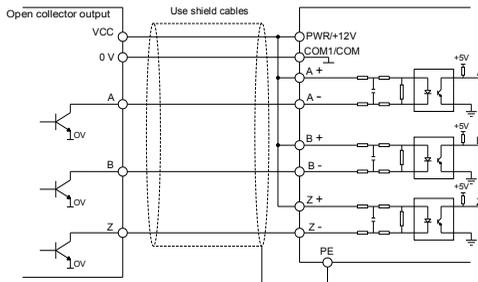 Open collector output
Use shield cables
VCC
PWR/+12V
0 V
COM1/COM
A +
+5V
A
A -
0V
B +
+5V
B
B -
0V
Z +
+5V
Z
Z -
0V
PE